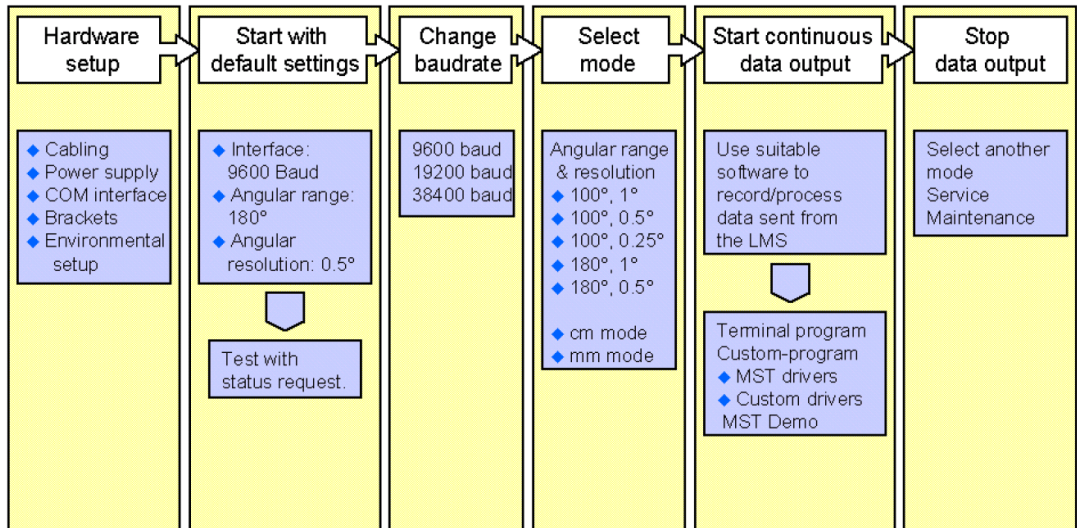 Hardware
setup
Start with
default settings
Change
baudrate
Select
mode
Start continuous
data output
Stop
data output
◆ Cabling
◆ Power supply
◆ COM interface
◆ Brackets
◆ Environmental
setup
◆ Interface:
9600 Baud
◆ Angular range:
180°
◆ Angular
resolution: 0.5°
Test with
status request.
9600 baud
19200 baud
38400 baud
Angular range
& resolution
◆ 100°, 1°
◆ 100°, 0.5°
◆ 100°, 0.25°
◆ 180°, 1°
◆ 180°, 0.5°
◆ cm mode
◆ mm mode
Use suitable
software to
record/process
data sent from
the LMS
Terminal program
Custom-program
◆ MST drivers
◆ Custom drivers
MST Demo
Select another
mode
Service
Maintenance